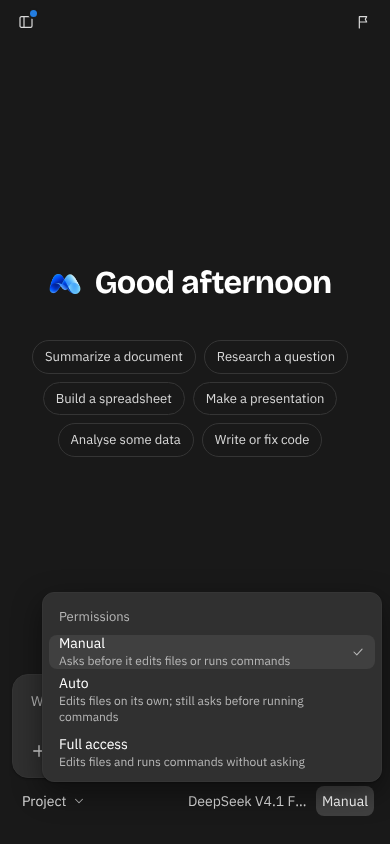 Good afternoon
Summarize a document
Research a question
Build a spreadsheet
Make a presentation
Analyse some data
Write or fix code
Permissions
Manual
Asks before it edits files or runs commands
Auto
Edits files on its own; still asks before running
commands
Full access
Edits files and runs commands without asking
W
Project
DeepSeek V4.1 F...
Manual